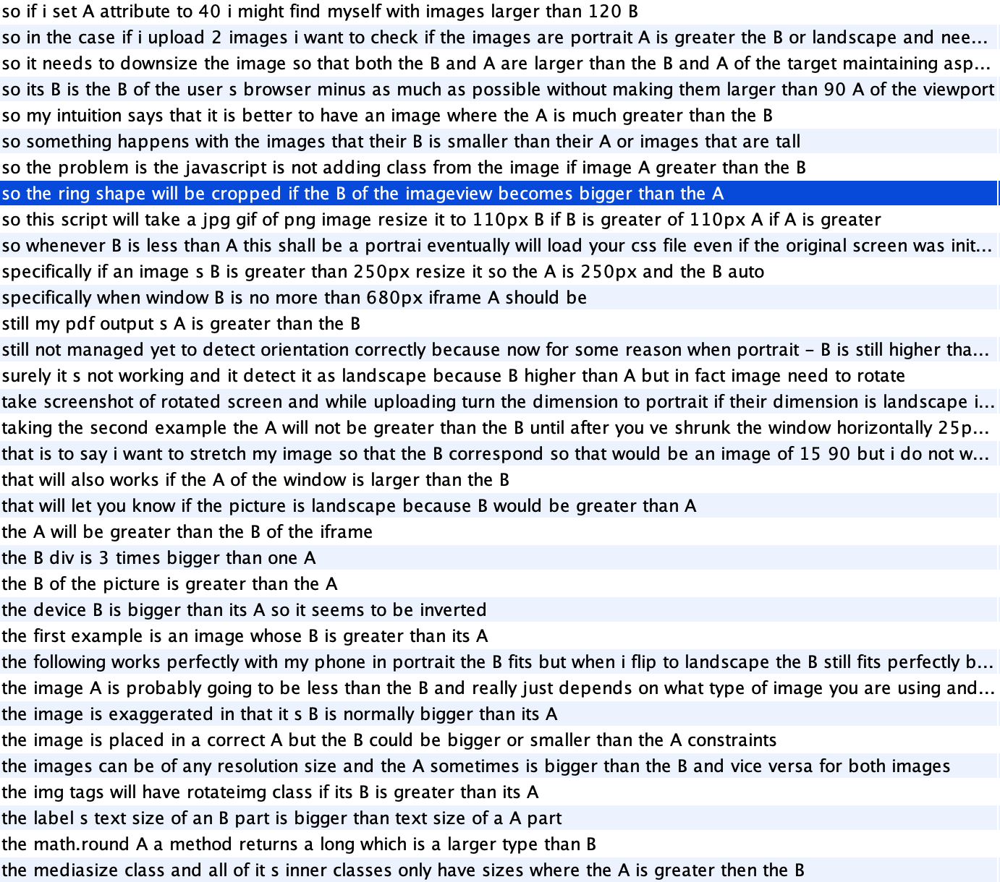 so if i set A attribute to 40 i might find myself with images larger than 120 B
so in the case if i upload 2 images i want to check if the images are portrait A is greater the B or landscape and nee...
so it needs to downsize the image so that both the B and A are larger than the B and A of the target maintaining asp...
so its B is the B of the user s browser minus as much as possible without making them larger than 90 A of the viewport
so my intuition says that it is better to have an image where the A is much greater than the B
so something happens with the images that their B is smaller than their A or images that are tall
so the problem is the javascript is not adding class from the image if image A greater than the B
so the ring shape will be cropped if the B of the imageview becomes bigger than the A
so this script will take a jpg gif of png image resize it to 110px B if B is greater of 110px A if A is greater
so whenever B is less than A this shall be a portrai eventually will load your css file even if the original screen was init...
specifically if an image s B is greater than 250px resize it so the A is 250px and the B auto
specifically when window B is no more than 680px iframe A should be
still my pdf output s A is greater than the B
still not managed yet to detect orientation correctly because now for some reason when portrait – B is still higher tha...
surely it s not working and it detect it as landscape because B higher than A but in fact image need to rotate
take screenshot of rotated screen and while uploading turn the dimension to portrait if their dimension is landscape i...
taking the second example the A will not be greater than the B until after you ve shrunk the window horizontally 25p...
that is to say i want to stretch my image so that the B correspond so that would be an image of 15 90 but i do not w...
that will also works if the A of the window is larger than the B
that will let you know if the picture is landscape because B would be greater than A
the A will be greater than the B of the iframe
the B div is 3 times bigger than one A
the B of the picture is greater than the A
the device B is bigger than its A so it seems to be inverted
the first example is an image whose B is greater than its A
the following works perfectly with my phone in portrait the B fits but when i flip to landscape the B still fits perfectly b...
the image A is probably going to be less than the B and really just depends on what type of image you are using and...
the image is exaggerated in that it s B is normally bigger than its A
the image is placed in a correct A but the B could be bigger or smaller than the A constraints
the images can be of any resolution size and the A sometimes is bigger than the B and vice versa for both images
the img tags will have rotateimg class if its B is greater than its A
the label s text size of an B part is bigger than text size of a A part
the math.round A a method returns a long which is a larger type than B
the mediasize class and all of it s inner classes only have sizes where the A is greater then the B